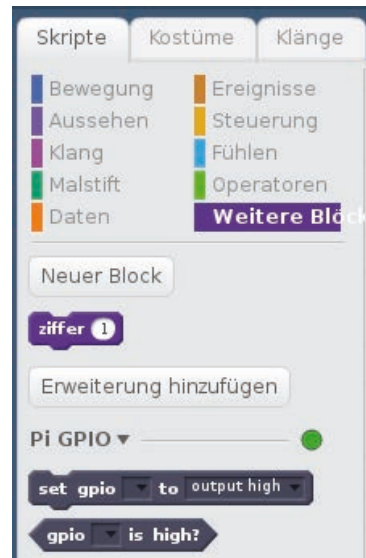 Skripte Kostüme Klänge
Bewegung Ereignisse
Aussehen Steuerung
Klang Fühlen
Malstift Operatoren
Daten Weitere Blöck
Neuer Block
ziffer 1
Erweiterung hinzufügen
Pi GPIO
set gpio to output high
gpio is high?